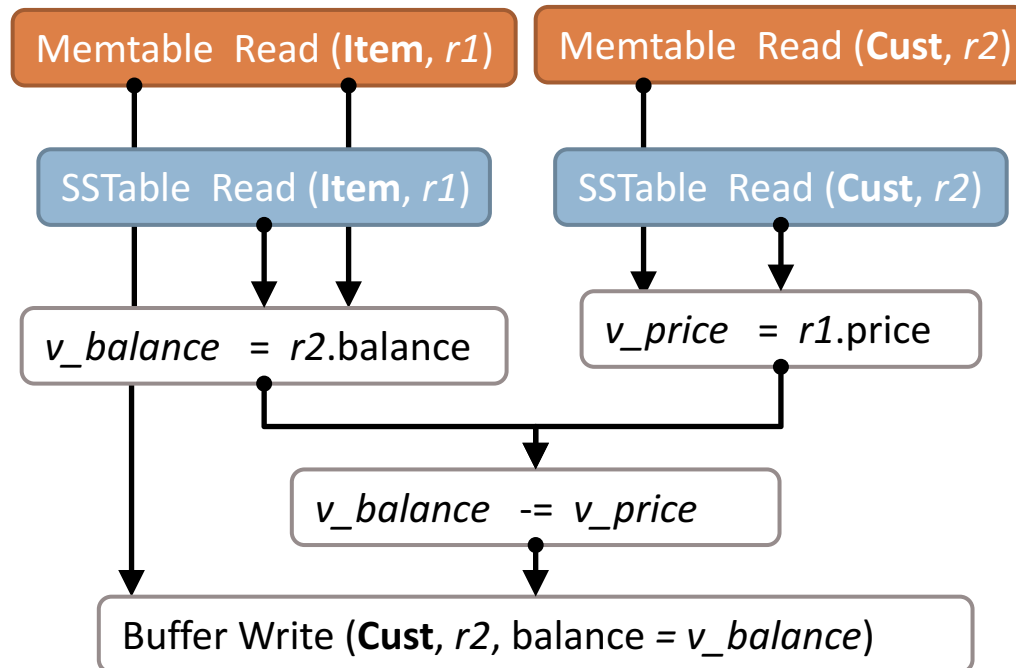 Memtable Read (Item, r1)
Memtable Read (Cust, r2)
SSTable Read (Item, r1)
SSTable Read (Cust, r2)
v_balance = r2.balance
v_price = r1.price
v_balance -= v_price
Buffer Write (Cust, r2, balance = v_balance)